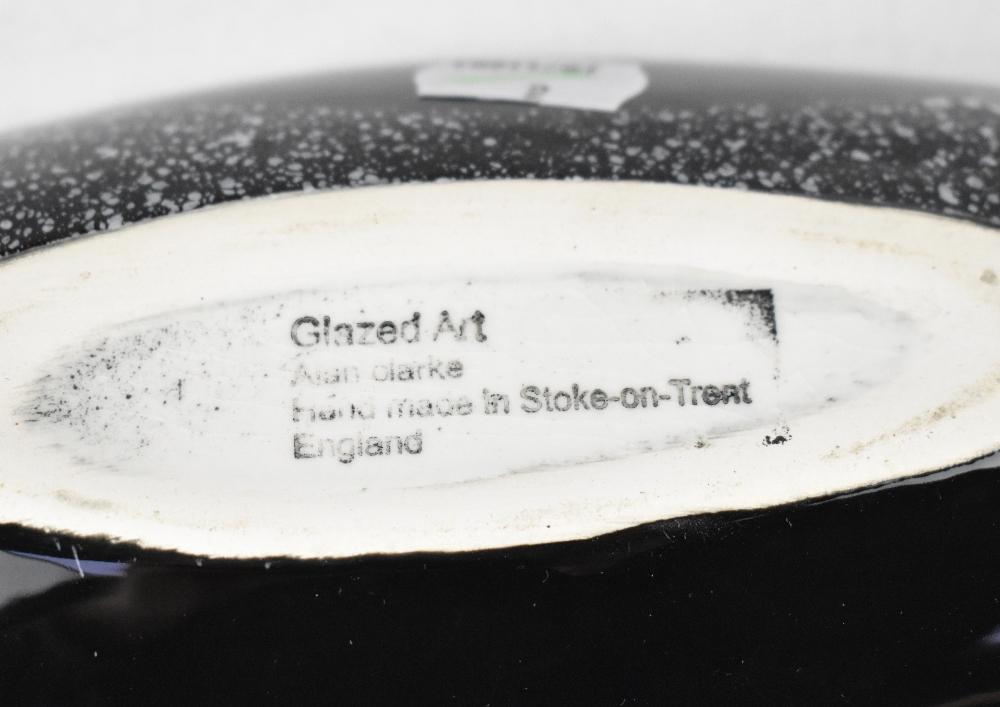 Glazed Art
Alan clarke
Hand made in Stoke-on-Trent
England